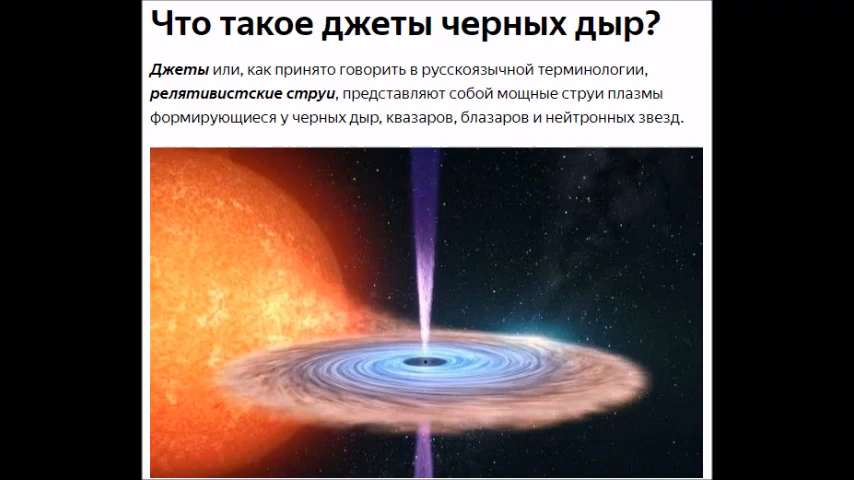 Что такое джеты черных дыр?
Джеты или, как принято говорить в русскоязычной терминологии,
релятивистские струи, представляют собой мощные струи плазмы
формирующиеся у черных дыр, квазаров, блазаров и нейтронных звезд.